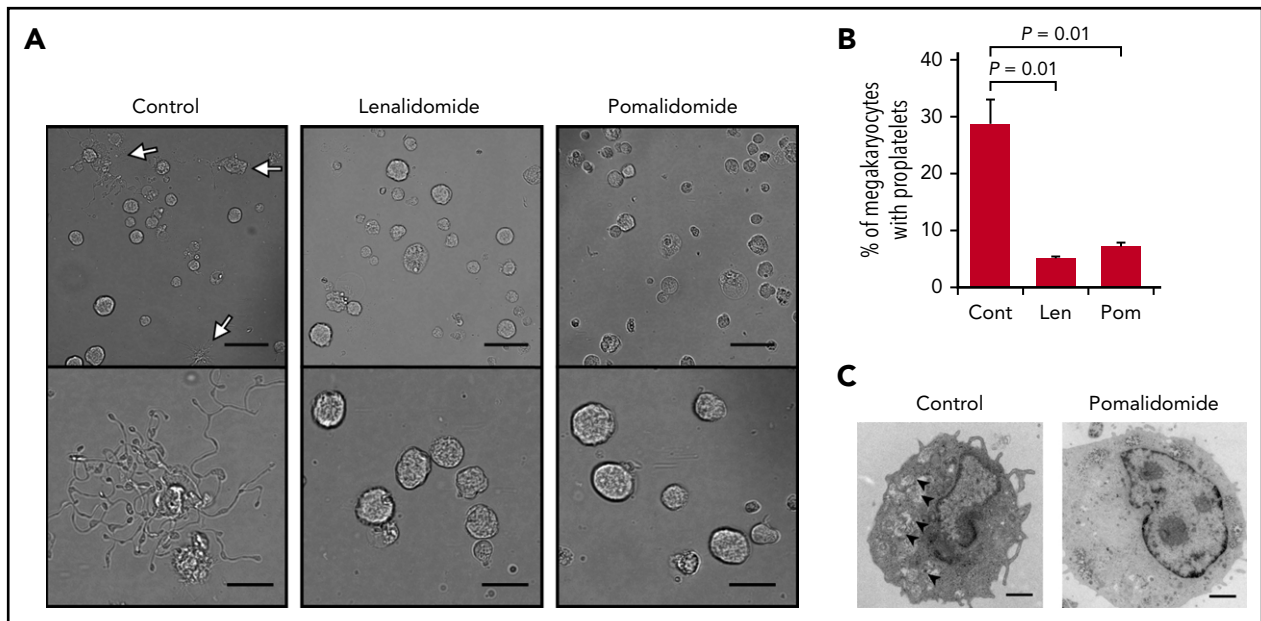 A
Control
Lenalidomide
Pomalidomide
B
P = 0.01
P = 0.01
% of megakaryocytes
with proplatelets
40
30
20
10
0
Cont
Len
Pom
C
Control
Pomalidomide